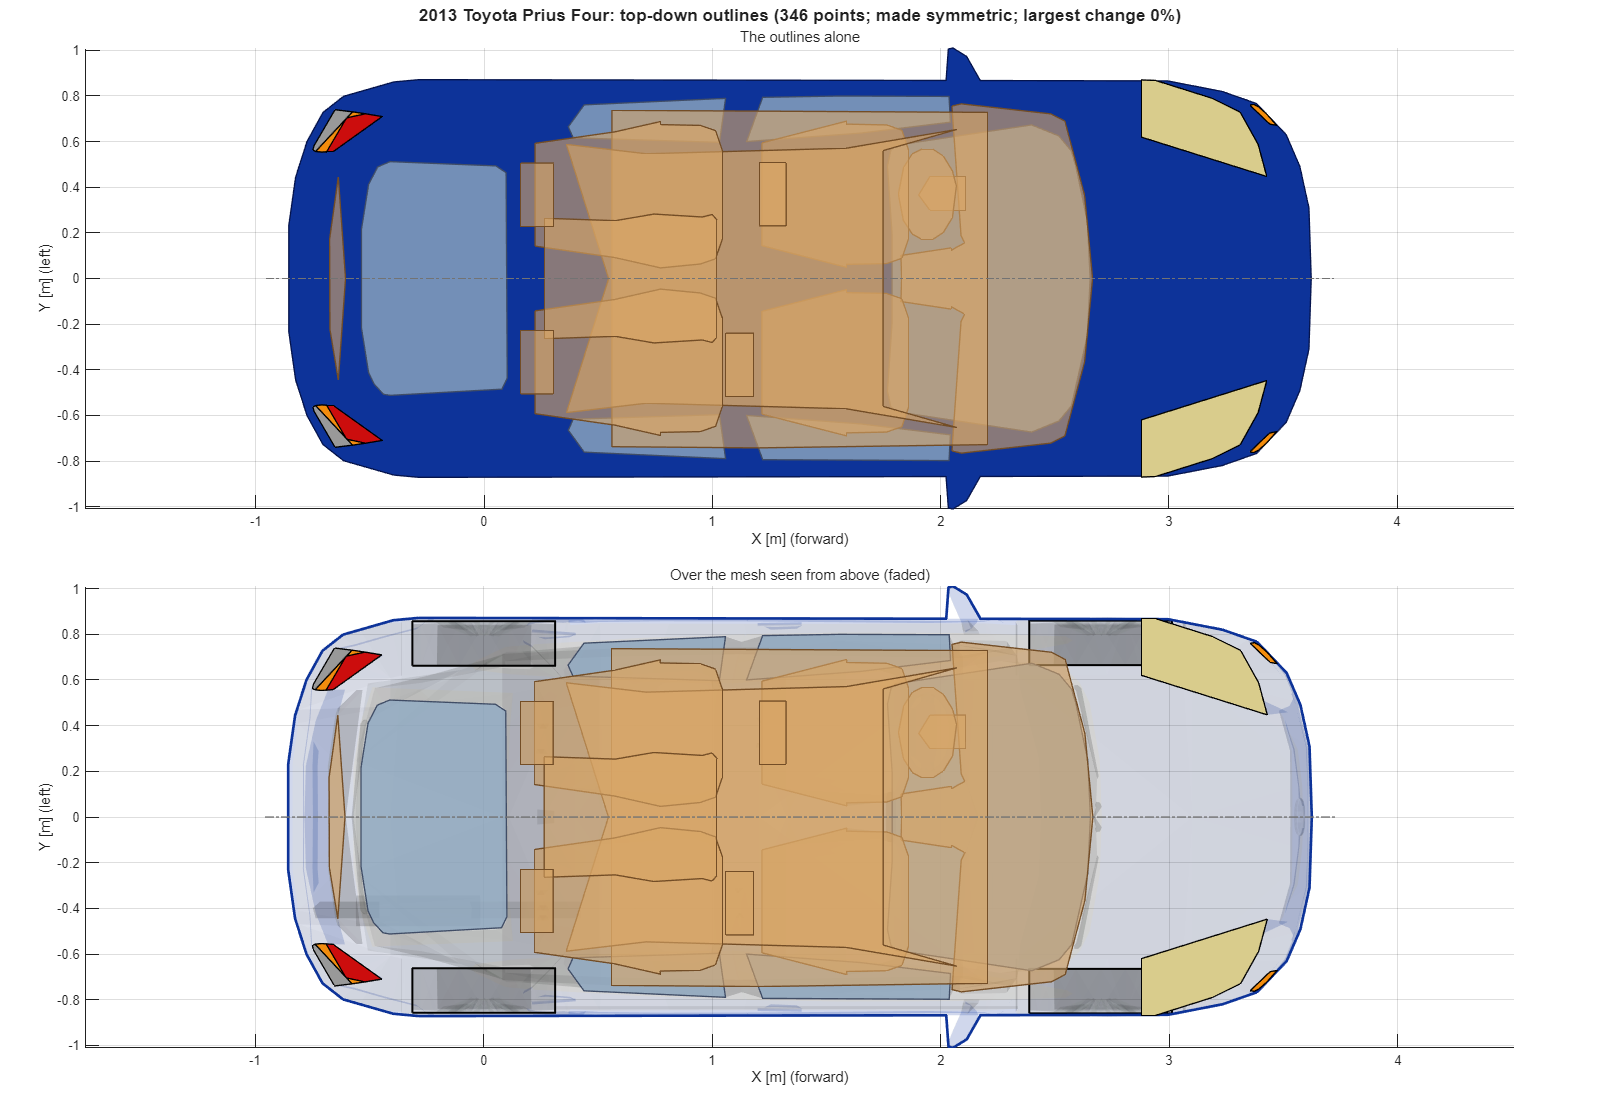 2013 Toyota Prius Four: top-down outlines (346 points; made symmetric; largest change 0%)
The outlines alone
1
0.8
0.6
0.4
0.2
0
-0.2
-0.4
-0.6
-0.8
-1
Y [m] (left)
-1 0 1 2 3 4
X [m] (forward)
Over the mesh seen from above (faded)
1
0.8
0.6
0.4
0.2
0
-0.2
-0.4
-0.6
-0.8
-1
Y [m] (left)
-1 0 1 2 3 4
X [m] (forward)